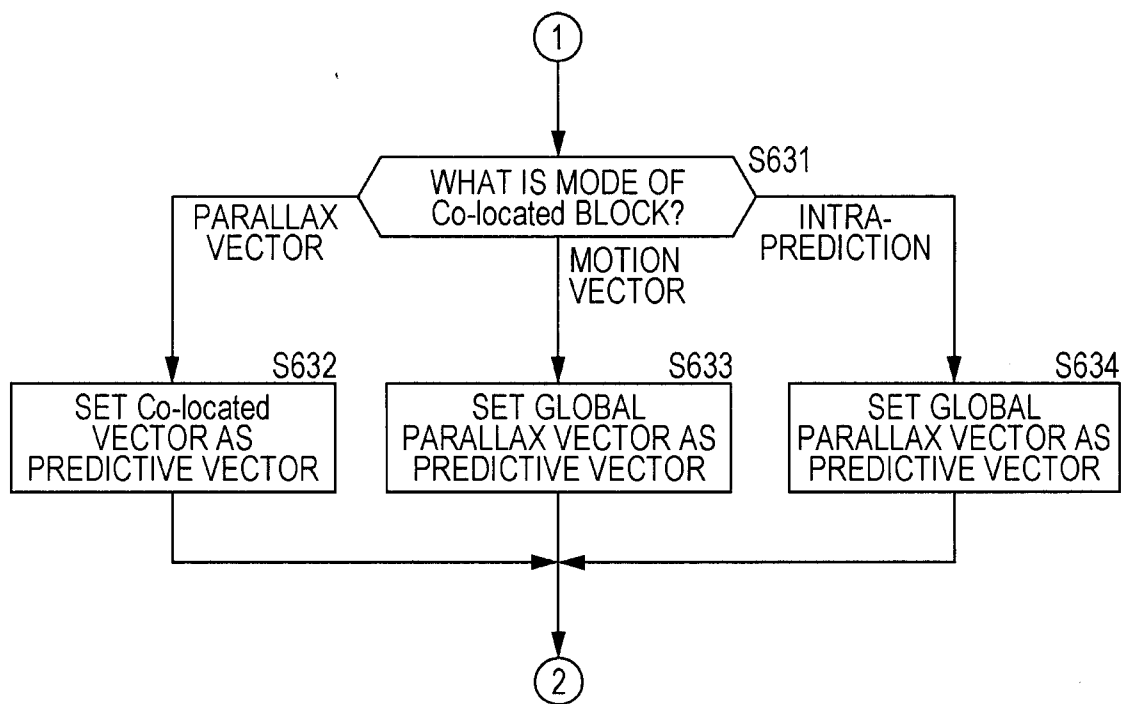 1
S631
WHAT IS MODE OF
Co-located BLOCK?
PARALLAX
VECTOR
MOTION
VECTOR
INTRA-
PREDICTION
S632
SET Co-located
VECTOR AS
PREDICTIVE VECTOR
S633
SET GLOBAL
PARALLAX VECTOR AS
PREDICTIVE VECTOR
S634
SET GLOBAL
PARALLAX VECTOR AS
PREDICTIVE VECTOR
2